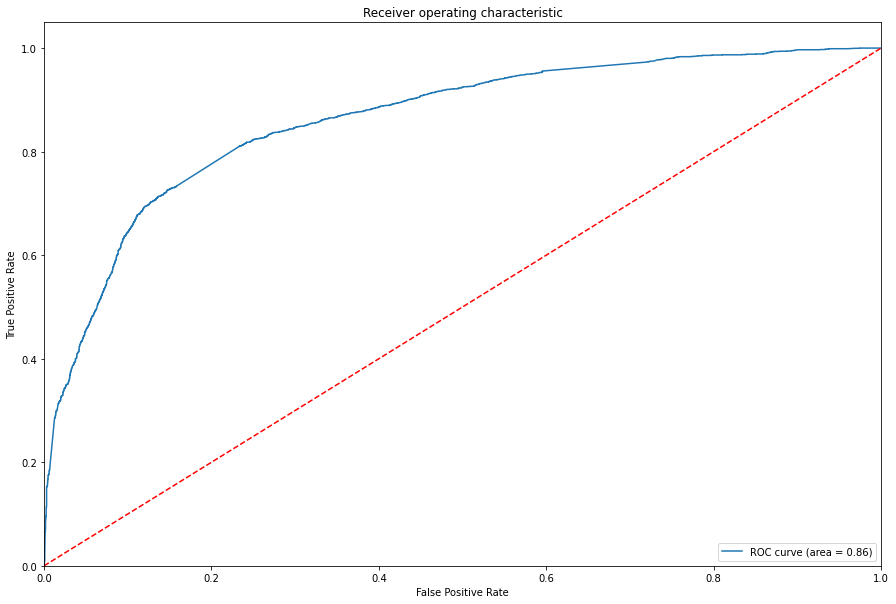 Receiver operating characteristic
1.0
0.8
0.6
0.4
0.2
0.0
True Positive Rate
0.0 0.2 0.4 0.6 0.8 1.0
False Positive Rate
ROC curve (area = 0.86)